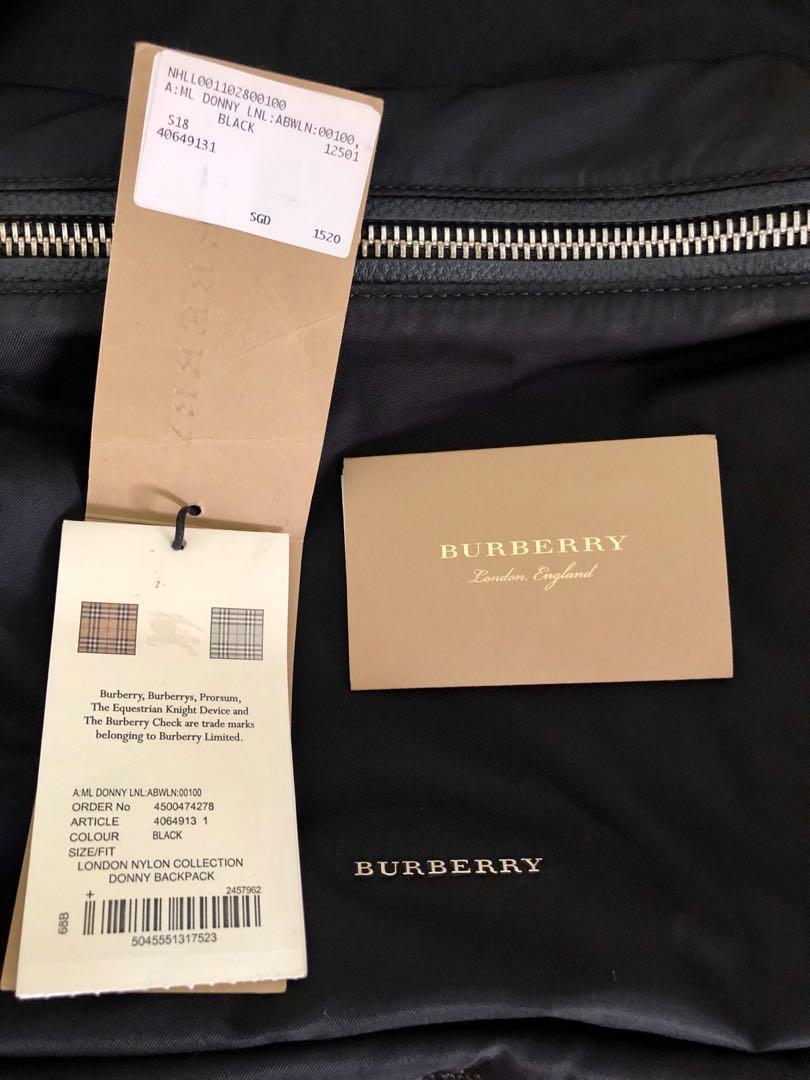 NHLL001102800100
A:ML DONNY LNL:ABWLN:00100,
S18 BLACK 12501
40649131
SGD 1520
BURBERRY
London, England
Burberry, Burberrys, Prorsum,
The Equestrian Knight Device and
The Burberry Check are trade marks
belonging to Burberry Limited.
A:ML DONNY LNL:ABWLN:00100
ORDER No 4500474278
ARTICLE 4064913 1
COLOUR BLACK
SIZE/FIT
LONDON NYLON COLLECTION
DONNY BACKPACK
+ 2457962
68B
5045551317523
BURBERRY